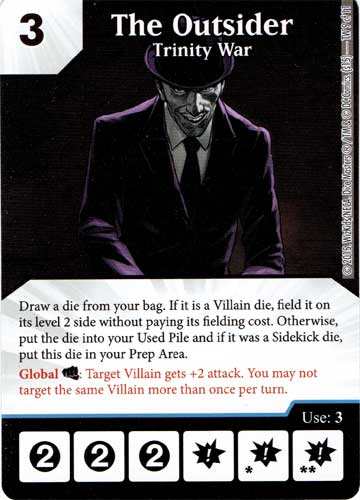 3
The Outsider
Trinity War
Draw a die from your bag. If it is a Villain die, field it on
its level 2 side without paying its fielding cost. Otherwise,
put the die into your Used Pile and if it was a Sidekick die,
put this die in your Prep Area.
Global : Target Villain gets +2 attack. You may not
target the same Villain more than once per turn.
Use: 3
2 2 2 ! ! !
* **